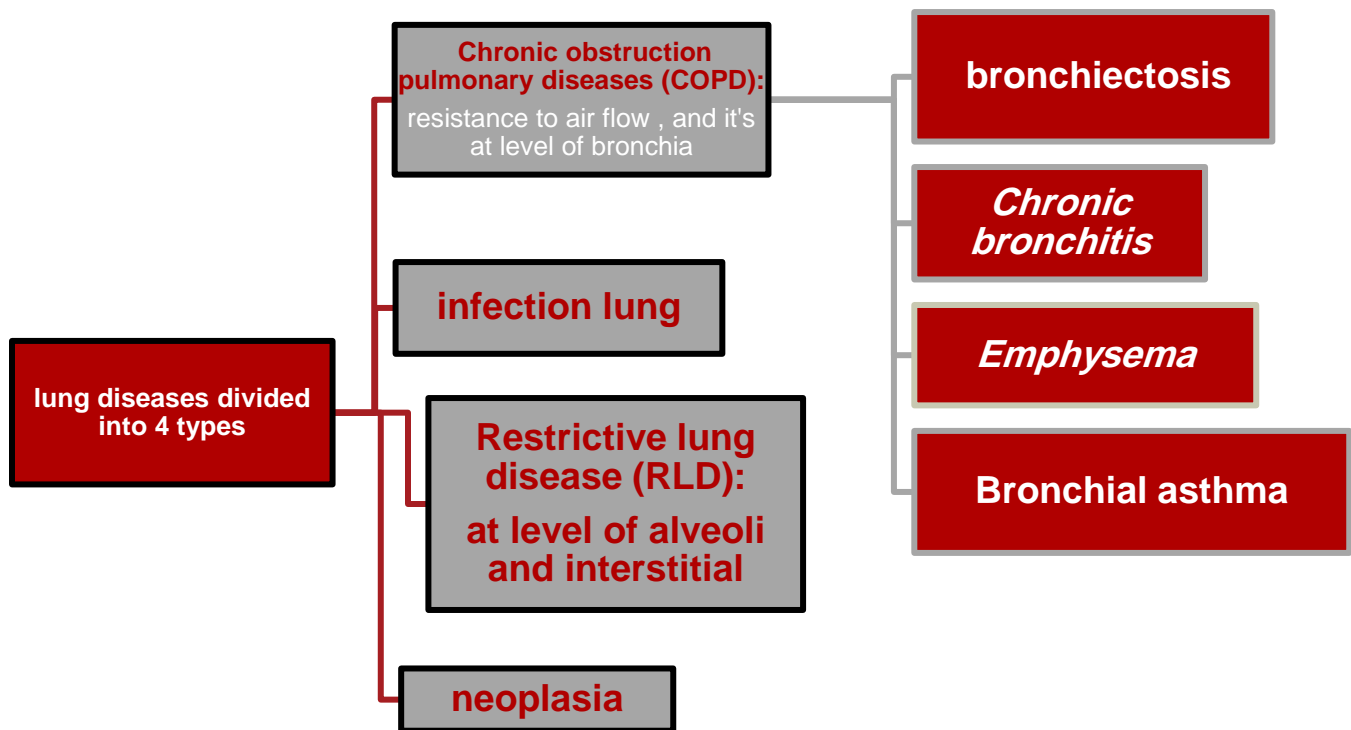 lung diseases divided
into 4 types
Chronic obstruction
pulmonary diseases (COPD):
resistance to air flow , and it's
at level of bronchia
bronchiectosis
Chronic
bronchitis
Emphysema
Bronchial asthma
infection lung
Restrictive lung
disease (RLD):
at level of alveoli
and interstitial
neoplasia